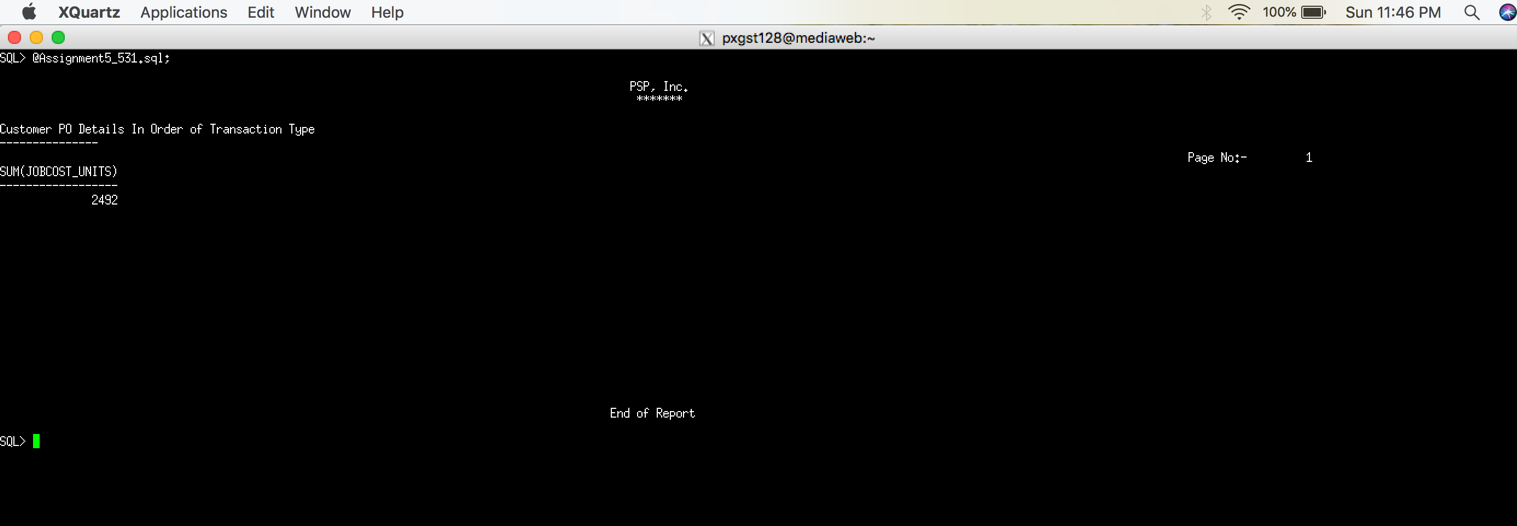 XQuartz Applications Edit Window Help 100% Sun 11:46 PM
pxgst128@mediaweb:~
SQL> @Assignment5_531.sql;
PSP, Inc.
*******
Customer PO Details In Order of Transaction Type
---------------
Page No:- 1
SUM(JOBCOST_UNITS)
------------------
2492
End of Report
SQL>